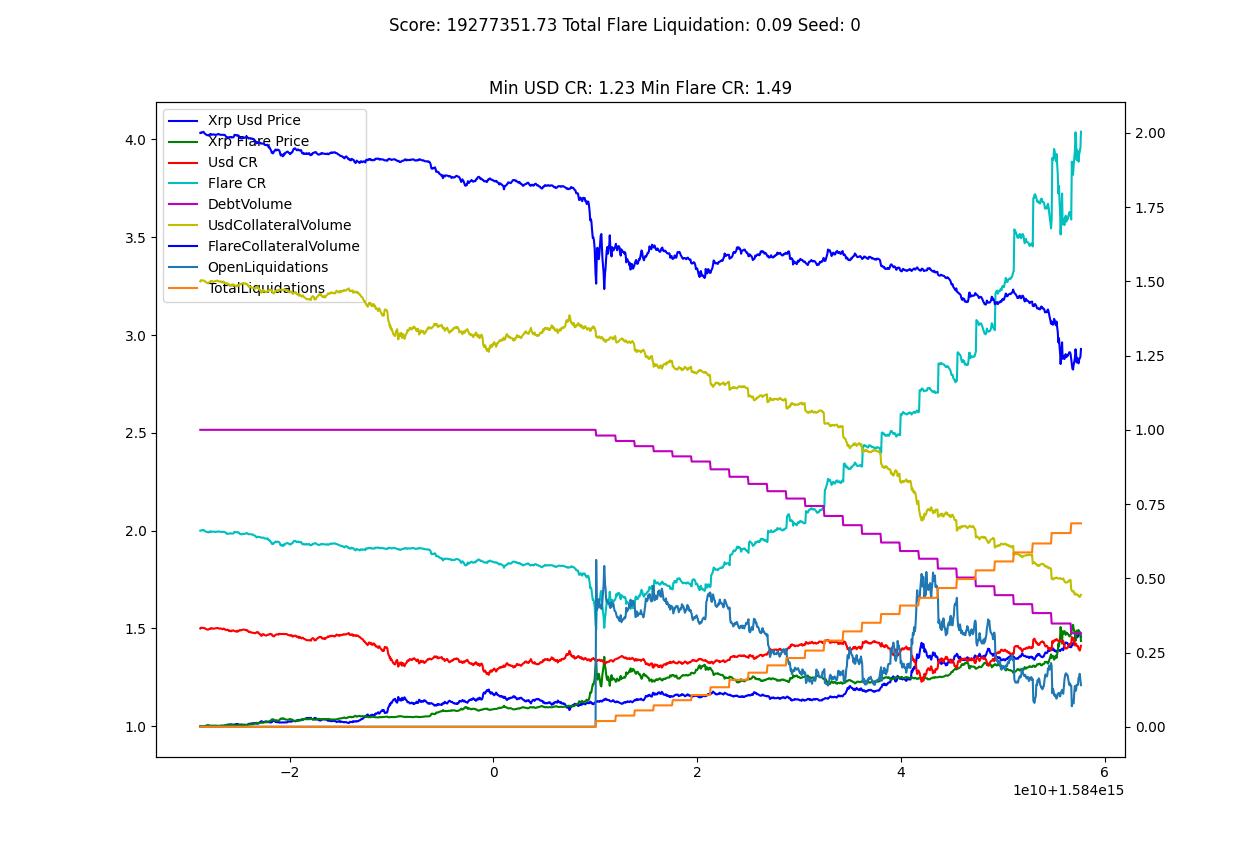 Score: 19277351.73 Total Flare Liquidation: 0.09 Seed: 0
Min USD CR: 1.23 Min Flare CR: 1.49
Xrp Usd Price
Xrp Flare Price
Usd CR
Flare CR
DebtVolume
UsdCollateralVolume
FlareCollateralVolume
OpenLiquidations
TotalLiquidations
4.0
3.5
3.0
2.5
2.0
1.5
1.0
2.00
1.75
1.50
1.25
1.00
0.75
0.50
0.25
0.00
−2
0
2
4
6
1e10+1.584e15